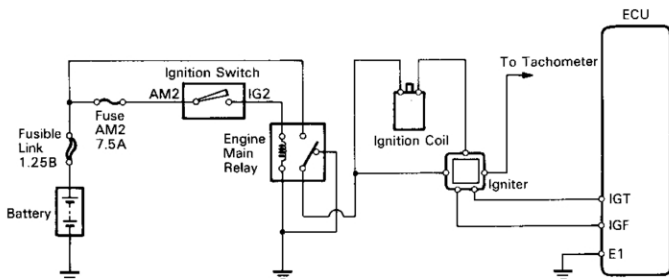 ECU
To Tachometer
Ignition Switch
AM2
IG2
Fuse
AM2
7.5A
Fusible
Link
1.25B
Engine
Main
Relay
Ignition Coil
Igniter
Battery
IGT
IGF
E1